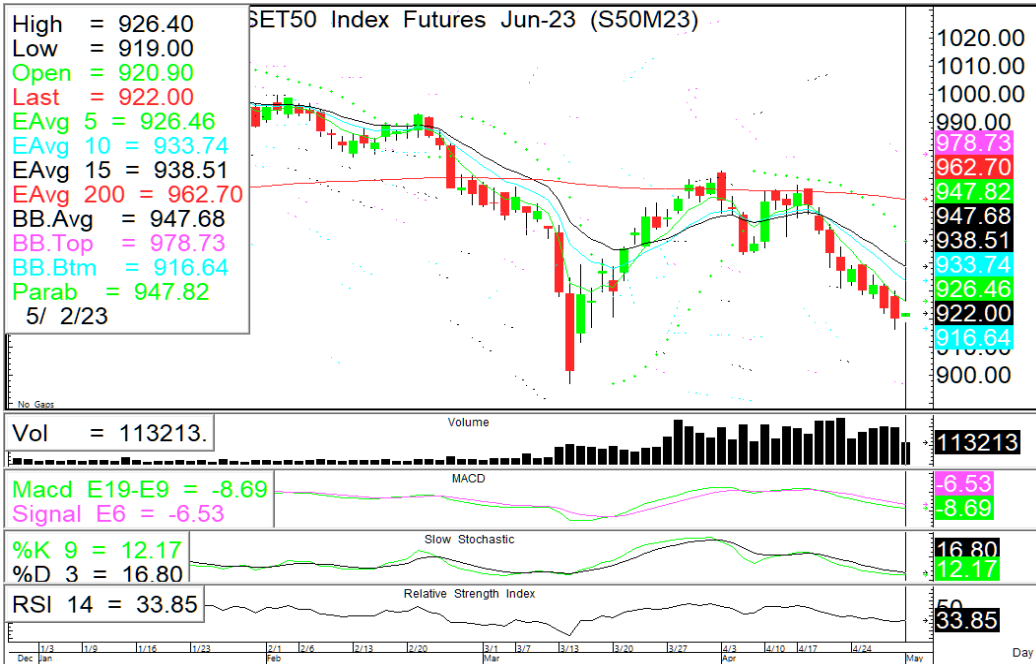 SET50 Index Futures Jun-23 (S50M23)
High = 926.40
Low = 919.00
Open = 920.90
Last = 922.00
EAvg 5 = 926.46
EAvg 10 = 933.74
EAvg 15 = 938.51
EAvg 200 = 962.70
BB.Avg = 947.68
BB.Top = 978.73
BB.Btm = 916.64
Parab = 947.82
5/ 2/23
No Gaps
1020.00
1010.00
1000.00
990.00
978.73
962.70
947.82
947.68
938.51
933.74
926.46
922.00
916.64
910.00
900.00
Volume
Vol = 113213.
113213
MACD
Macd E19-E9 = -8.69
Signal E6 = -6.53
-6.53
-8.69
Slow Stochastic
%K 9 = 12.17
%D 3 = 16.80
16.80
12.17
Relative Strength Index
RSI 14 = 33.85
50
33.85
1/3 1/9 1/16 1/23 2/1 2/6 2/13 2/20 3/1 3/7 3/13 3/20 3/27 4/3 4/10 4/17 4/24
Dec Jan Feb Mar Apr May
Day